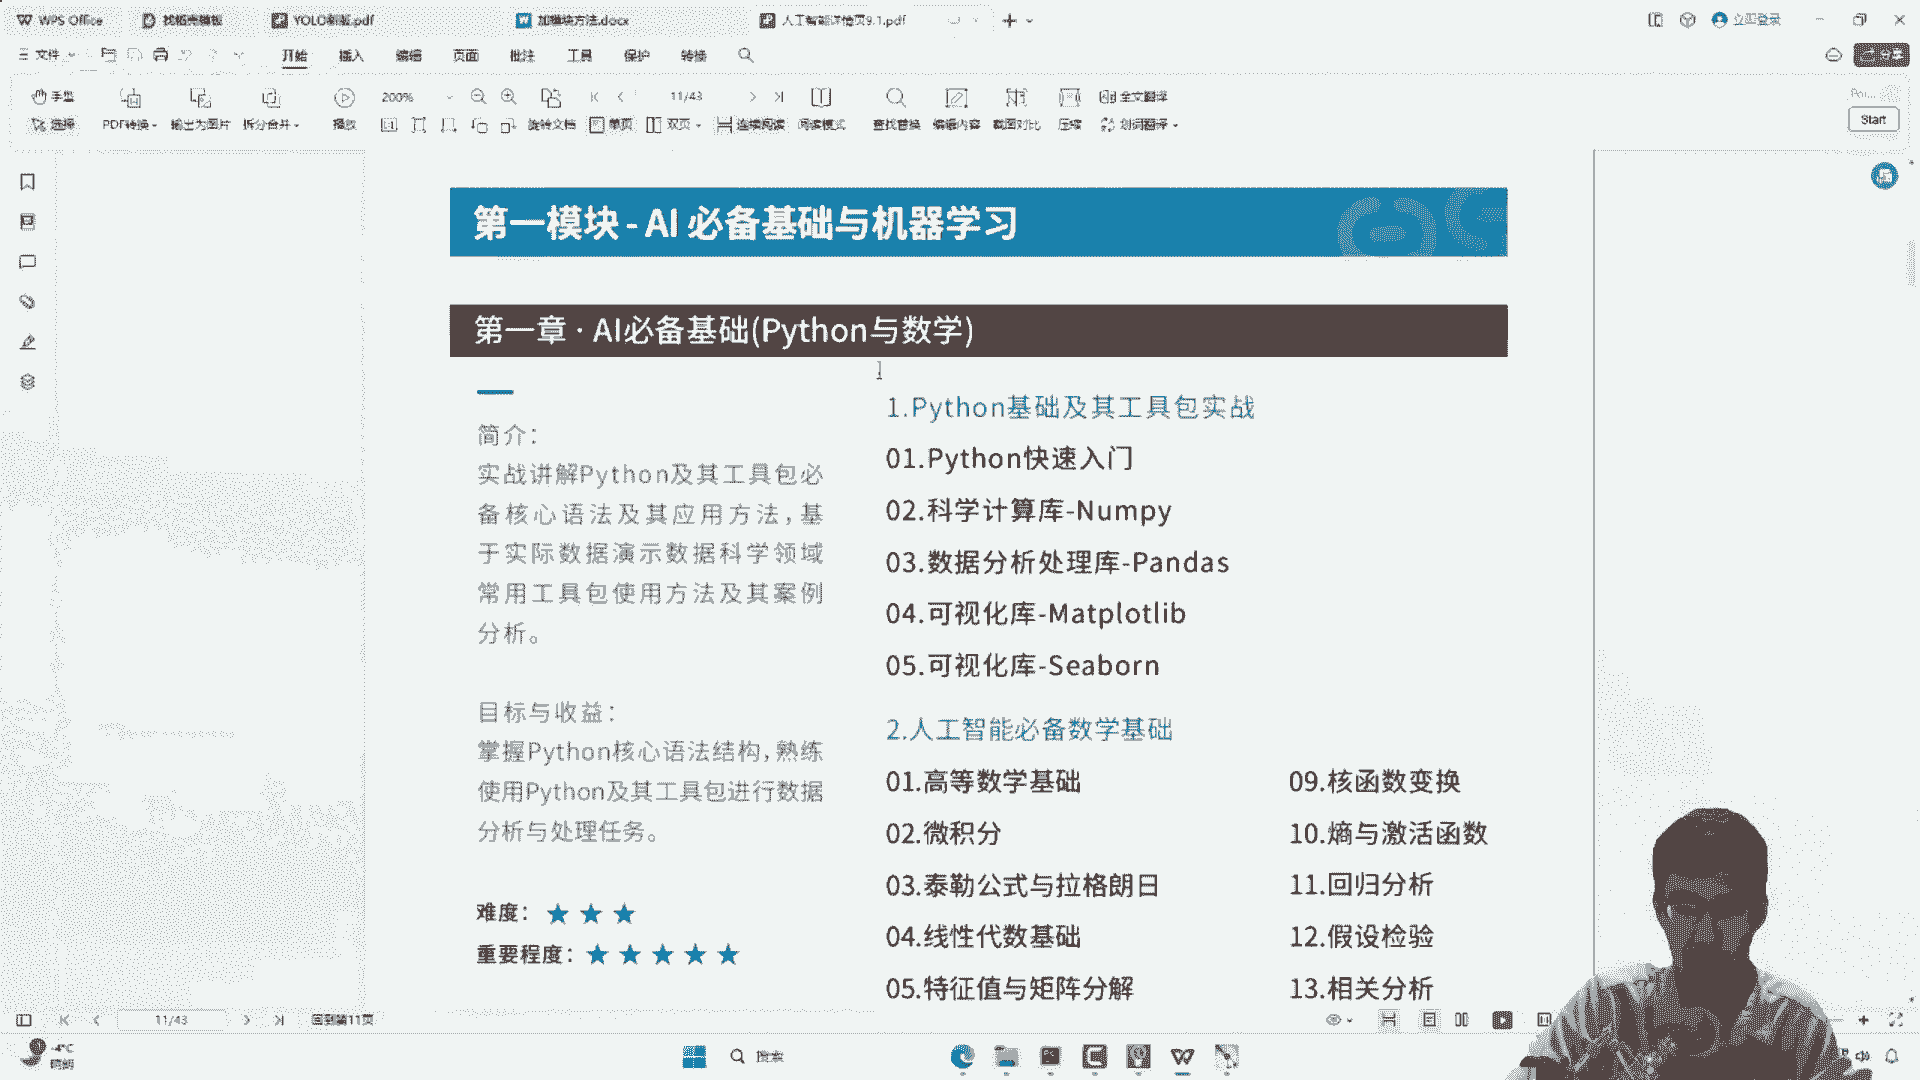 WPS Office
找稻壳模板
YOLO新版.pdf
加模块方法.docx
人工智能详情页9.1.pdf
立即登录
文件
开始
插入
编辑
页面
批注
工具
保护
转换
分享
手型
200%
11/43
全文翻译
选择
PDF转换
输出为图片
拆分合并
播放
旋转文档
单页
双页
连续阅读
阅读模式
查找替换
编辑内容
截图对比
压缩
划词翻译
Start
第一模块 - AI 必备基础与机器学习
第一章 · AI必备基础(Python与数学)
简介：
实战讲解Python及其工具包必
备核心语法及其应用方法，基
于实际数据演示数据科学领域
常用工具包使用方法及其案例
分析。
目标与收益：
掌握Python核心语法结构，熟练
使用Python及其工具包进行数据
分析与处理任务。
难度：★ ★ ★
重要程度：★ ★ ★ ★ ★
1.Python基础及其工具包实战
01.Python快速入门
02.科学计算库-Numpy
03.数据分析处理库-Pandas
04.可视化库-Matplotlib
05.可视化库-Seaborn
2.人工智能必备数学基础
01.高等数学基础
02.微积分
03.泰勒公式与拉格朗日
04.线性代数基础
05.特征值与矩阵分解
09.核函数变换
10.熵与激活函数
11.回归分析
12.假设检验
13.相关分析
11/43
回到第11页
-4°C
晴朗
搜索